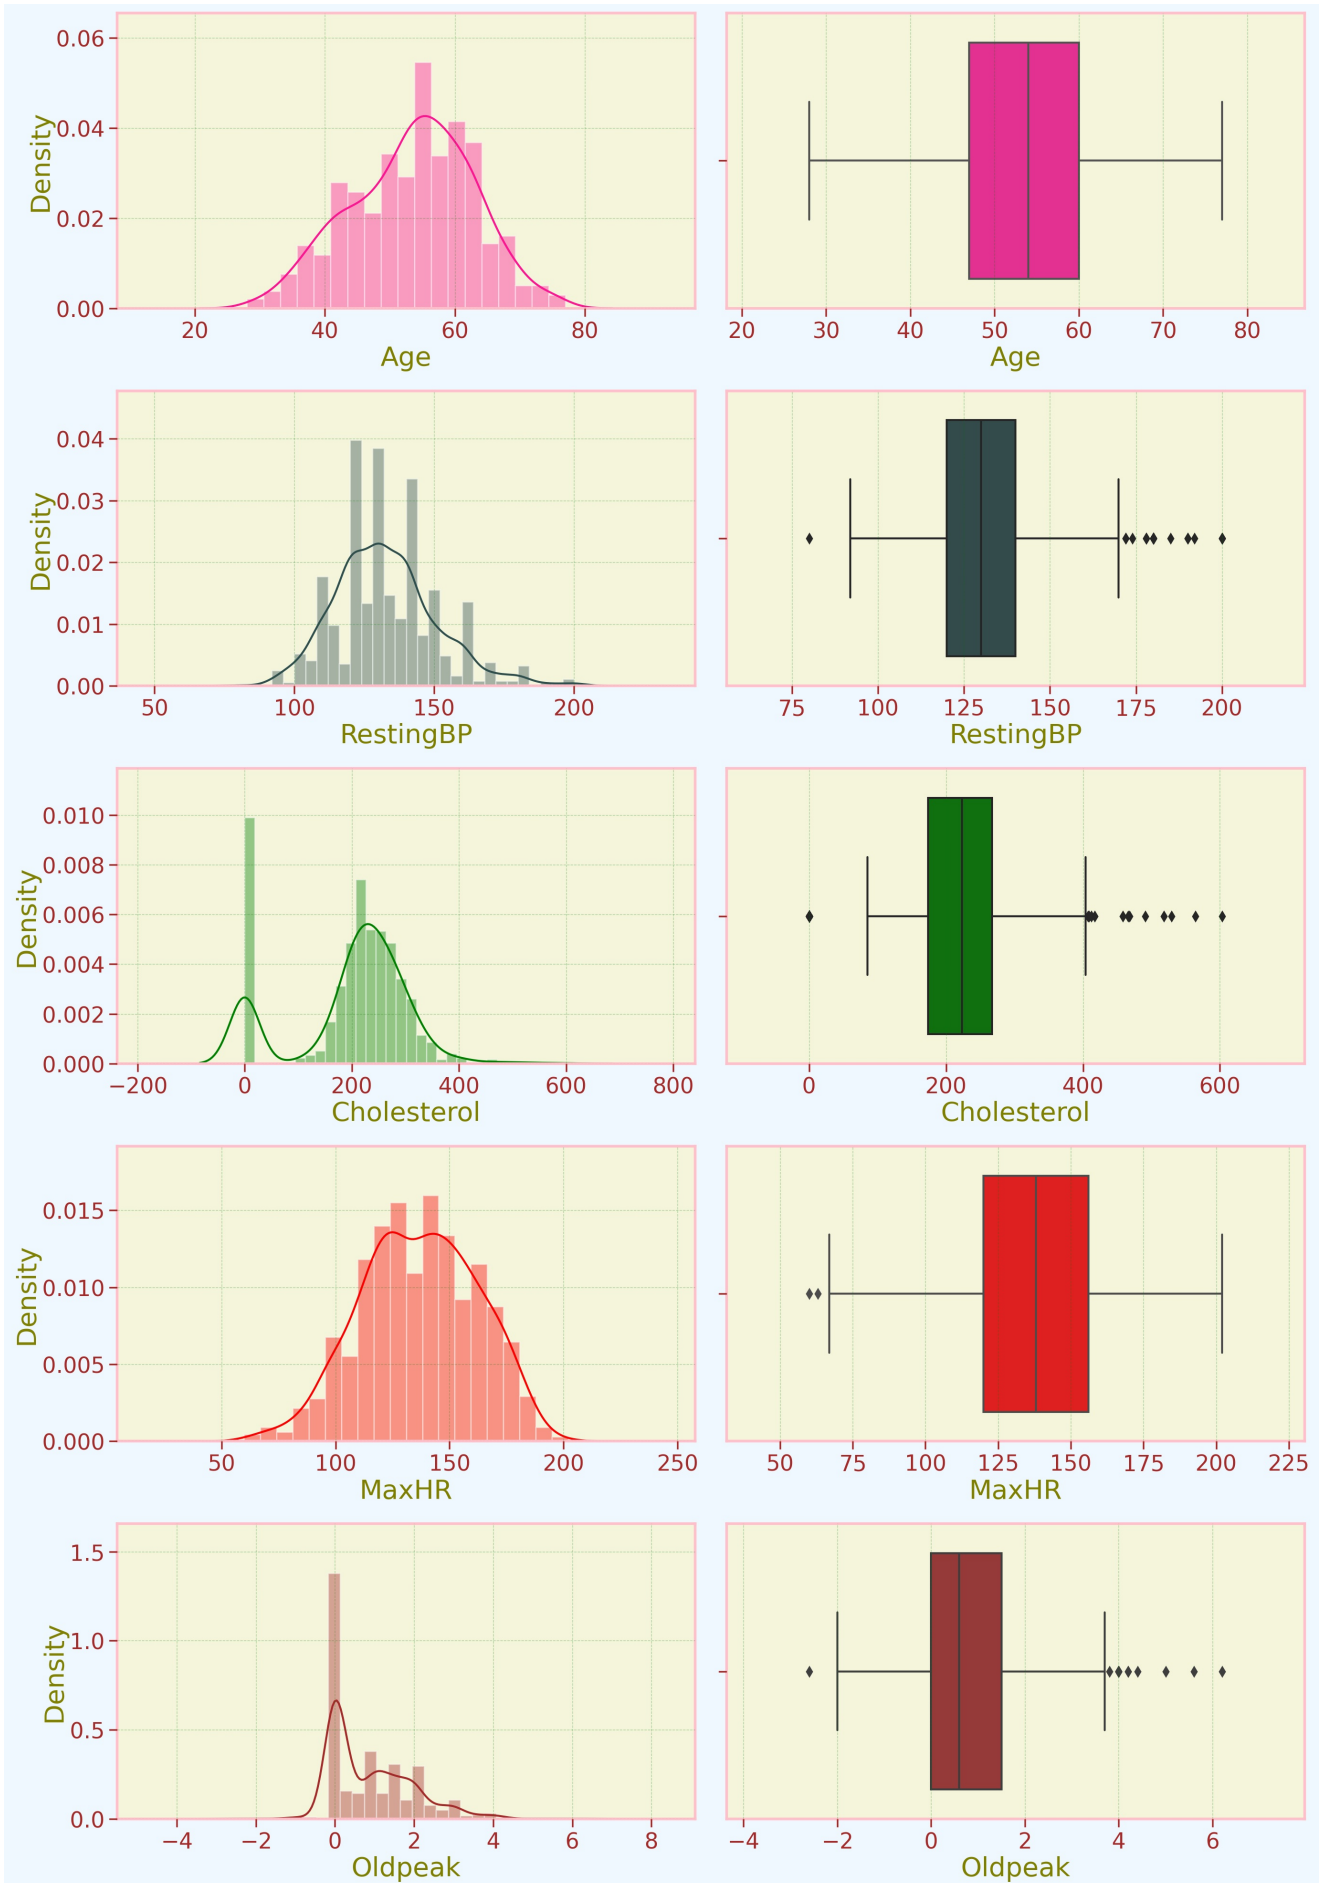 0.06
0.04
0.02
0.00
Density
20 40 60 80
Age
20 30 40 50 60 70 80
Age
0.04
0.03
0.02
0.01
0.00
Density
50 100 150 200
RestingBP
75 100 125 150 175 200
RestingBP
0.010
0.008
0.006
0.004
0.002
0.000
Density
−200 0 200 400 600 800
Cholesterol
0 200 400 600
Cholesterol
0.015
0.010
0.005
0.000
Density
50 100 150 200 250
MaxHR
50 75 100 125 150 175 200 225
MaxHR
1.5
1.0
0.5
0.0
Density
−4 −2 0 2 4 6 8
Oldpeak
−4 −2 0 2 4 6
Oldpeak